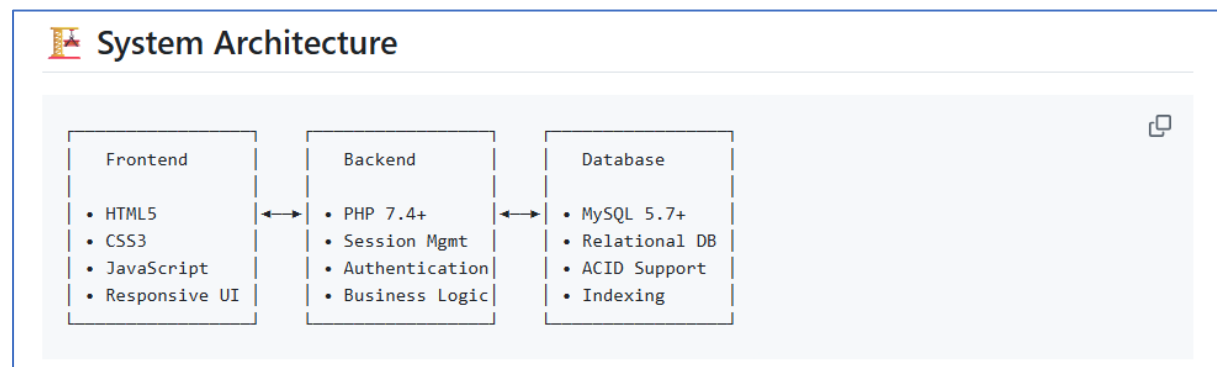 System Architecture
Frontend Backend Database
• HTML5 • PHP 7.4+ • MySQL 5.7+
• CSS3 • Session Mgmt • Relational DB
• JavaScript • Authentication • ACID Support
• Responsive UI • Business Logic • Indexing